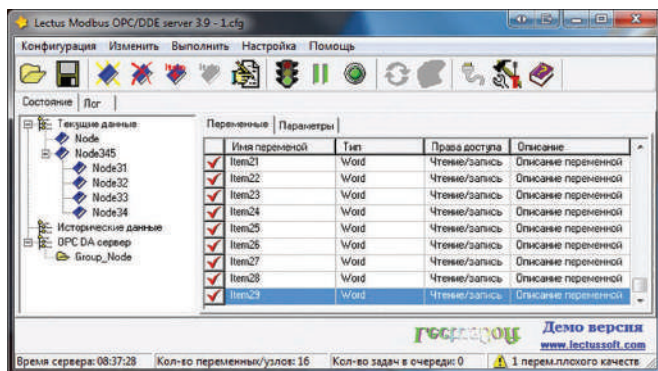 Lectus Modbus OPC/DDE server 3.9 - 1.cfg
Конфигурация Изменить Выполнить Настройка Помощь
Состояние Лог
Текущие данные
Node
Node345
Node31
Node32
Node33
Node34
Исторические данные
OPC DA сервер
Group_Node
Переменные Параметры
Имя переменой Тип Права доступа Описание
Item21 Word Чтение/запись Описание переменной
Item22 Word Чтение/запись Описание переменной
Item23 Word Чтение/запись Описание переменной
Item24 Word Чтение/запись Описание переменной
Item25 Word Чтение/запись Описание переменной
Item26 Word Чтение/запись Описание переменной
Item27 Word Чтение/запись Описание переменной
Item28 Word Чтение/запись Описание переменной
Item29 Word Чтение/запись Описание переменной
Демо версия
www.lectussoft.com
Время сервера: 08:37:28 Кол-во переменных/узлов: 16 Кол-во задач в очереди: 0 1 перем.плохого качеств